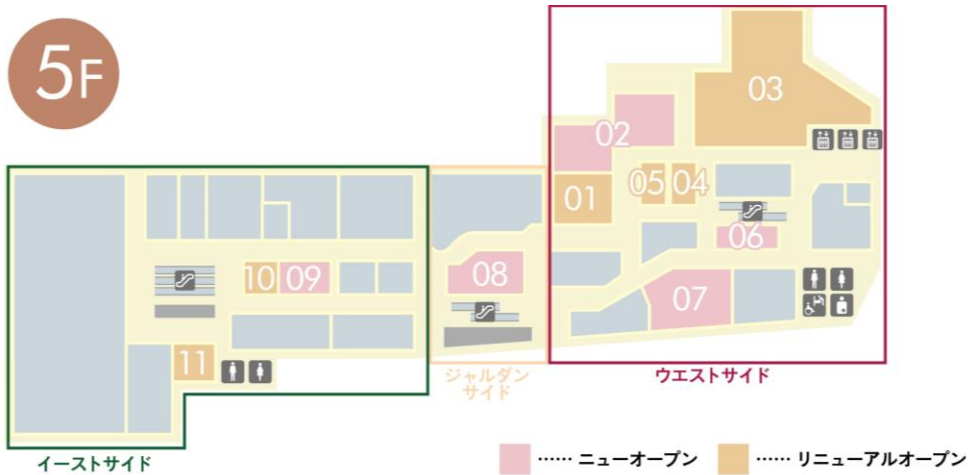 5F
03
02
05
04
01
06
10
09
08
07
11
ジャルダン
サイド
ウエストサイド
イーストサイド
…… ニューオープン
…… リニューアルオープン